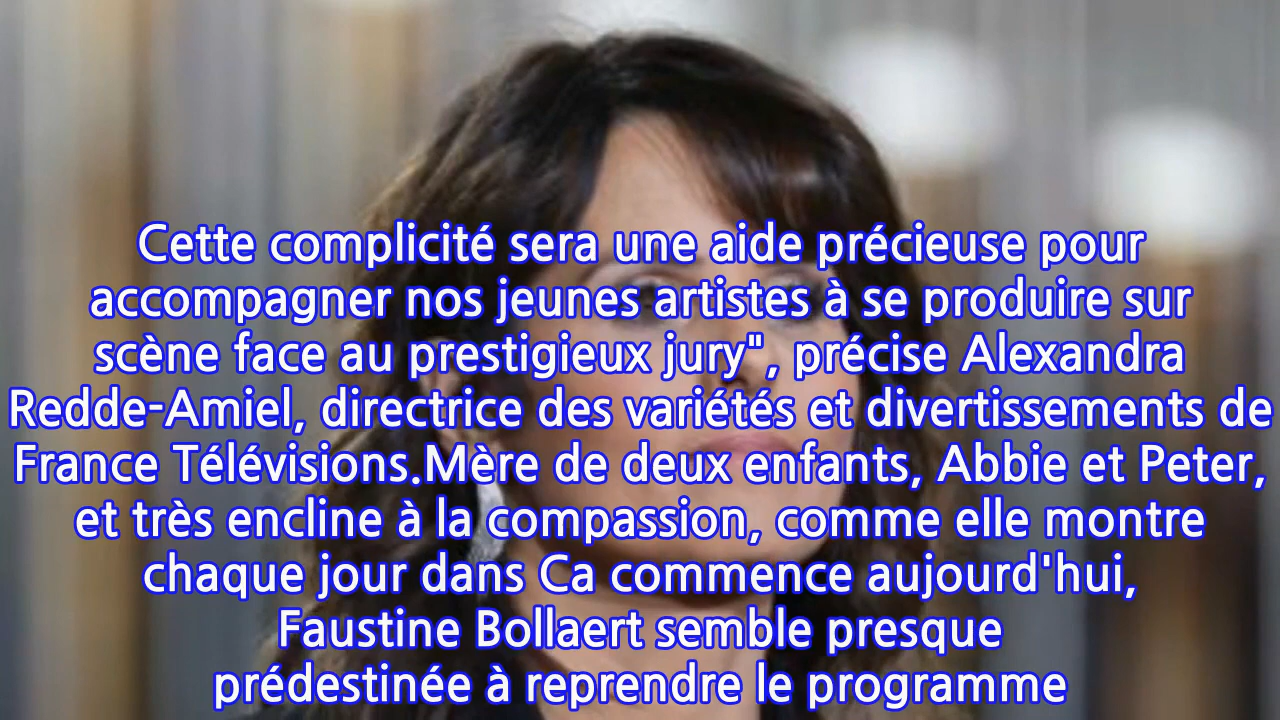 Cette complicité sera une aide précieuse pour
accompagner nos jeunes artistes à se produire sur
scène face au prestigieux jury", précise Alexandra
Redde-Amiel, directrice des variétés et divertissements de
France Télévisions.Mère de deux enfants, Abbie et Peter,
et très encline à la compassion, comme elle montre
chaque jour dans Ca commence aujourd'hui,
Faustine Bollaert semble presque
prédestinée à reprendre le programme